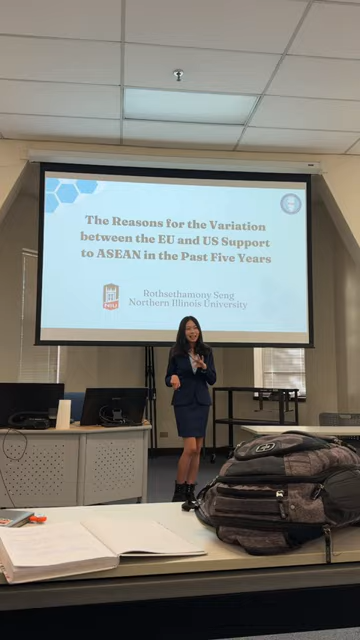 The Reasons for the Variation
between the EU and US Support
to ASEAN in the Past Five Years
Rothsethamony Seng
Northern Illinois University
NIU